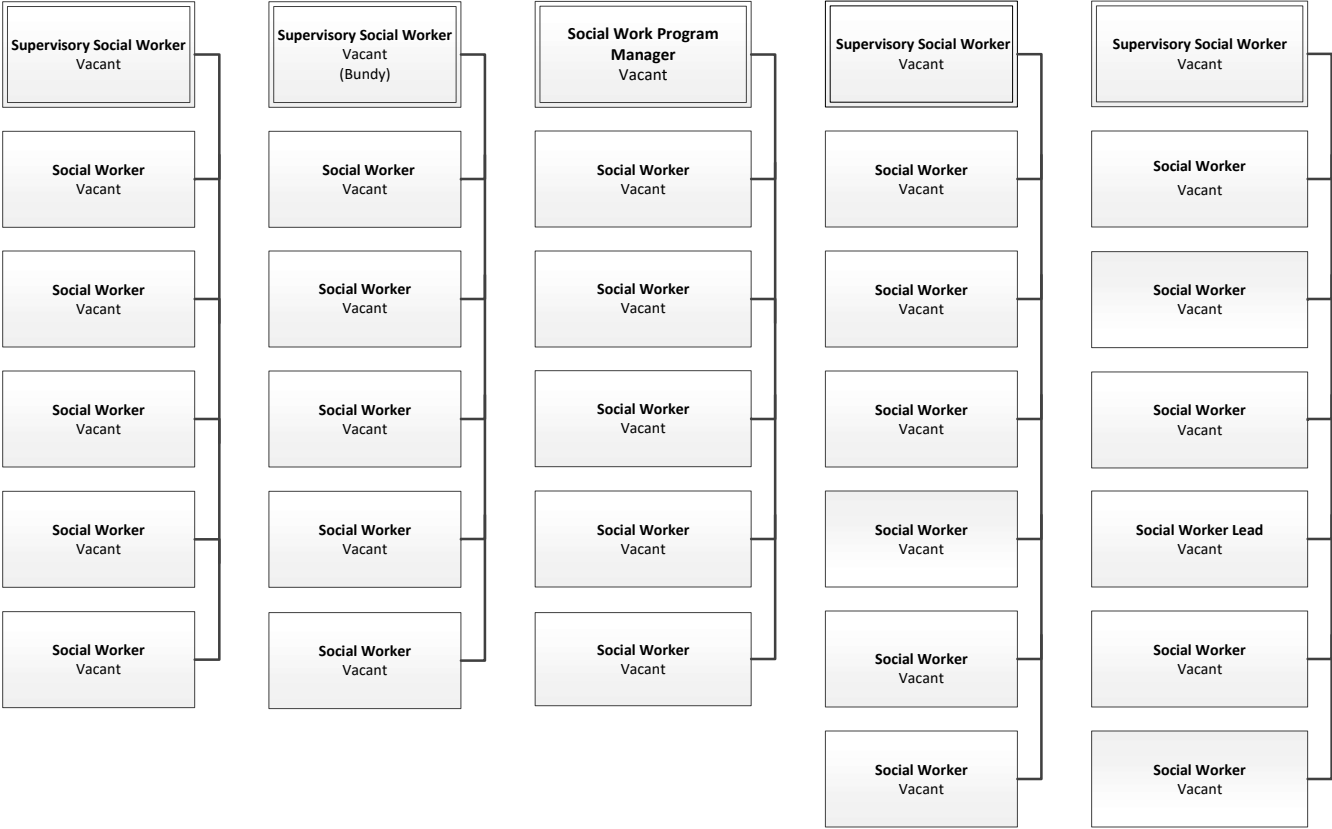 Supervisory Social Worker
Vacant
Social Worker
Vacant
Social Worker
Vacant
Social Worker
Vacant
Social Worker
Vacant
Social Worker
Vacant
Supervisory Social Worker
Vacant
(Bundy)
Social Worker
Vacant
Social Worker
Vacant
Social Worker
Vacant
Social Worker
Vacant
Social Worker
Vacant
Social Work Program
Manager
Vacant
Social Worker
Vacant
Social Worker
Vacant
Social Worker
Vacant
Social Worker
Vacant
Social Worker
Vacant
Supervisory Social Worker
Vacant
Social Worker
Vacant
Social Worker
Vacant
Social Worker
Vacant
Social Worker
Vacant
Social Worker
Vacant
Social Worker
Vacant
Supervisory Social Worker
Vacant
Social Worker
Vacant
Social Worker
Vacant
Social Worker
Vacant
Social Worker Lead
Vacant
Social Worker
Vacant
Social Worker
Vacant